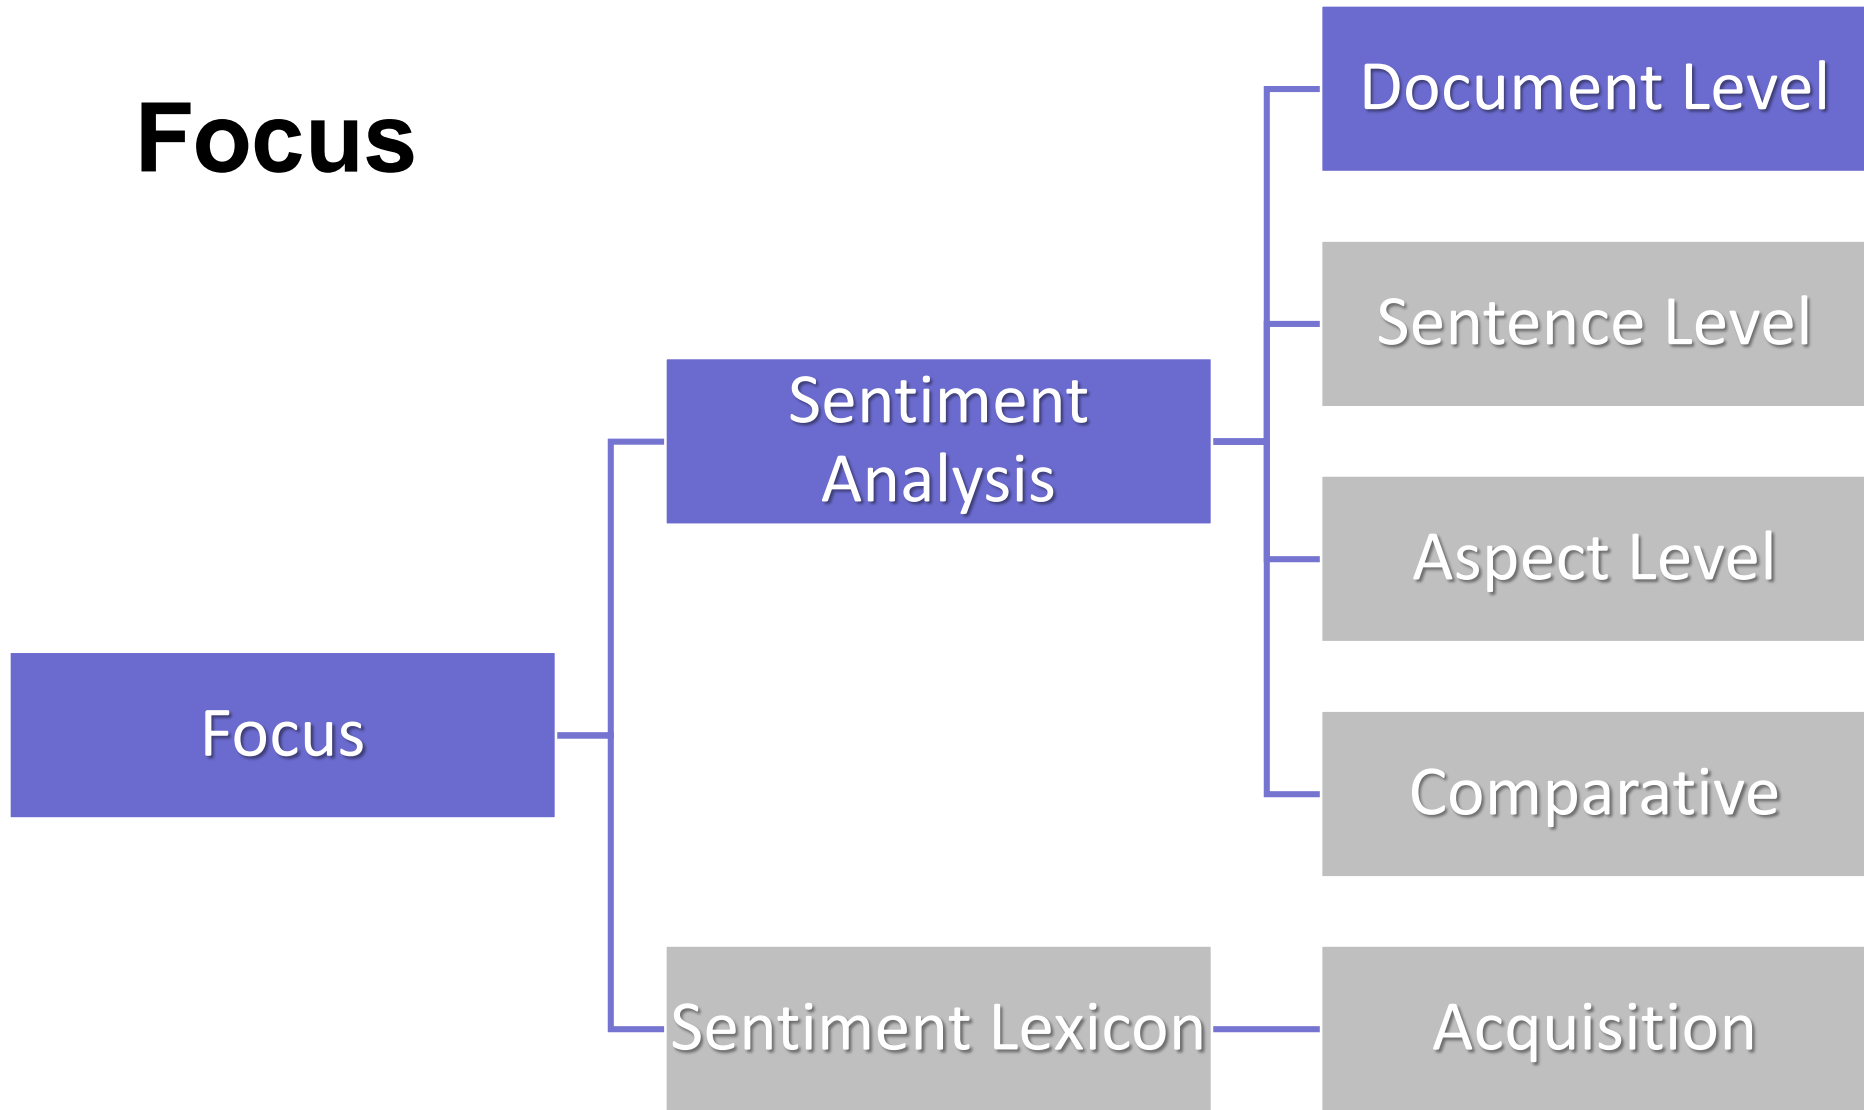 Focus
Focus
Sentiment
Analysis
Document Level
Sentence Level
Aspect Level
Comparative
Sentiment Lexicon
Acquisition